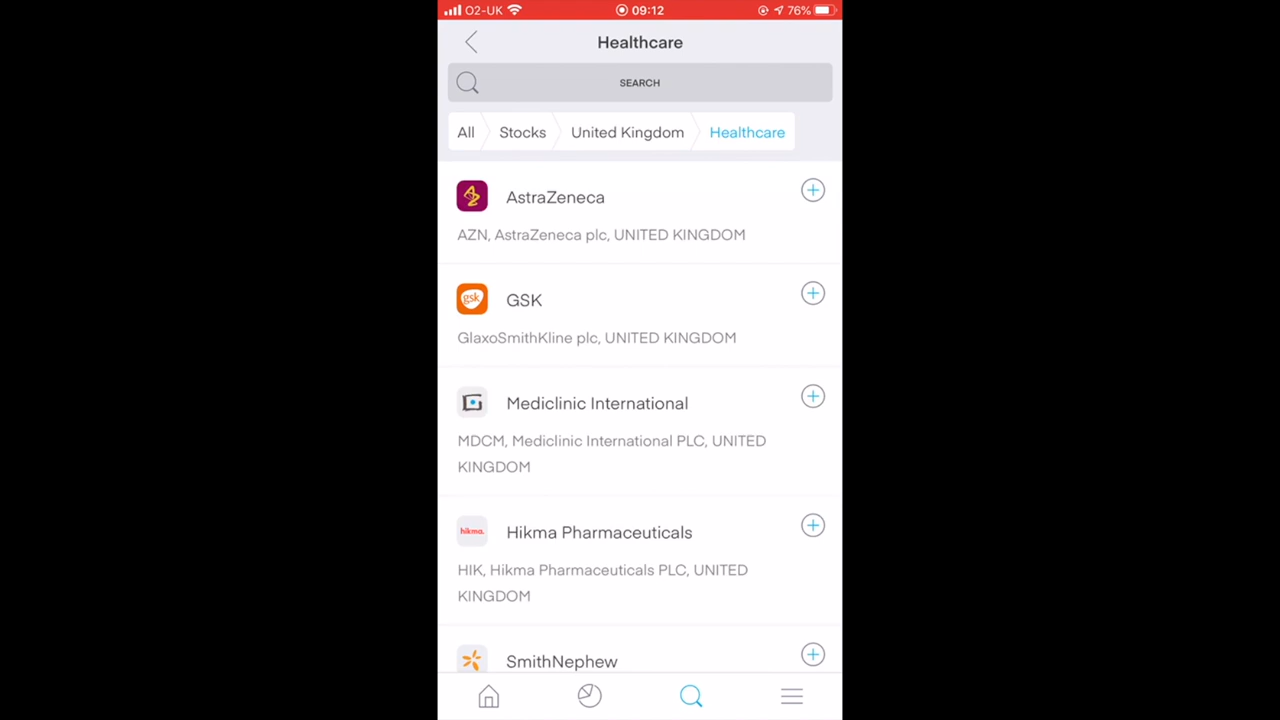 O2-UK 09:12 76%
Healthcare
SEARCH
All Stocks United Kingdom Healthcare
AstraZeneca
AZN, AstraZeneca plc, UNITED KINGDOM
gsk GSK
GlaxoSmithKline plc, UNITED KINGDOM
Mediclinic International
MDCM, Mediclinic International PLC, UNITED
KINGDOM
hikma. Hikma Pharmaceuticals
HIK, Hikma Pharmaceuticals PLC, UNITED
KINGDOM
SmithNephew